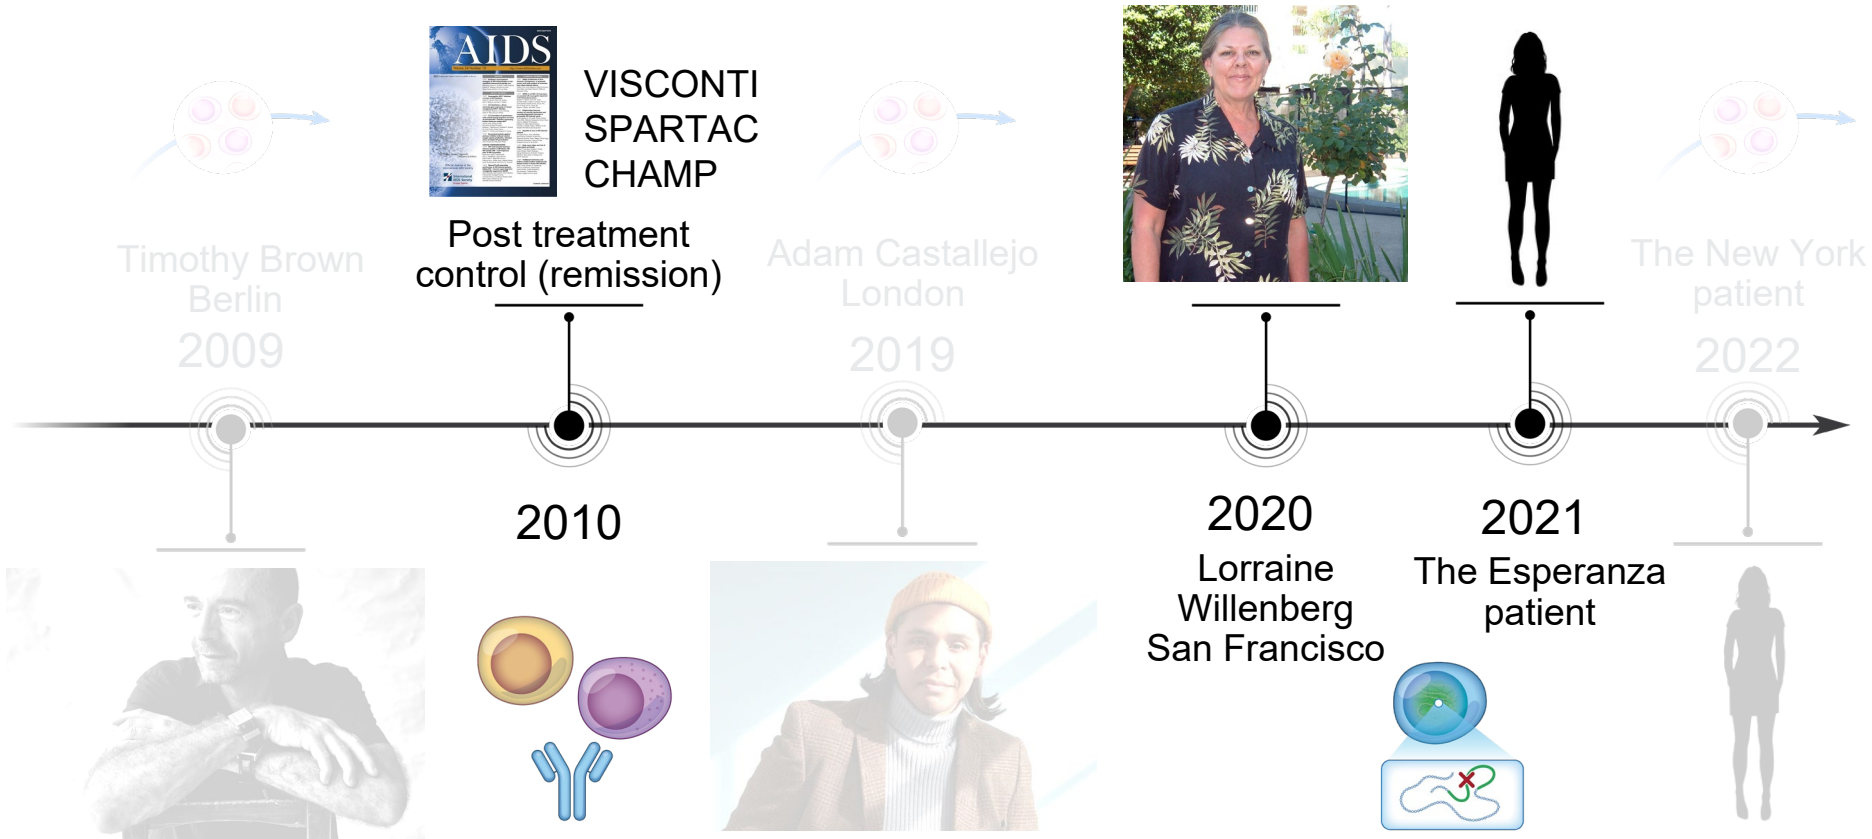 AIDS
VISCONTI
SPARTAC
CHAMP
Post treatment
control (remission)
Timothy Brown
Berlin
2009
Adam Castallejo
London
2019
The New York
patient
2022
2010
2020
Lorraine
Willenberg
San Francisco
2021
The Esperanza
patient